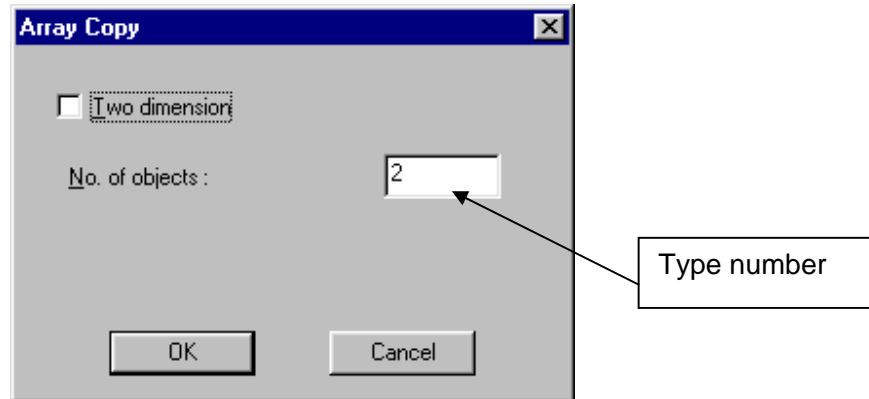 Array Copy
Two dimension
No. of objects :
2
Type number
OK
Cancel